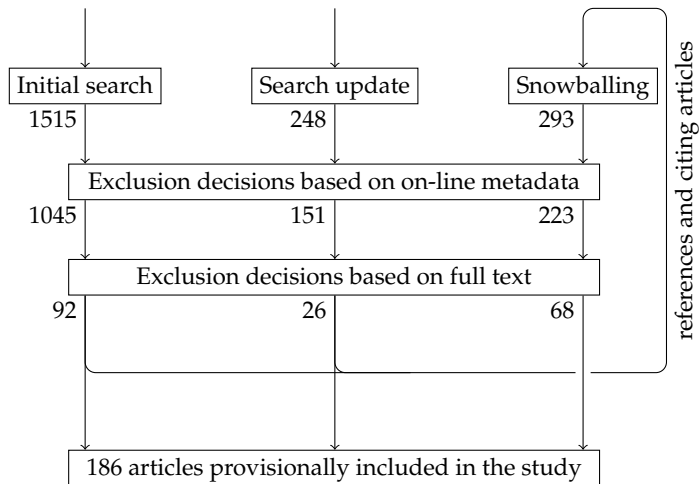 Initial search
Search update
Snowballing
1515
248
293
Exclusion decisions based on on-line metadata
1045
151
223
Exclusion decisions based on full text
92
26
68
references and citing articles
186 articles provisionally included in the study